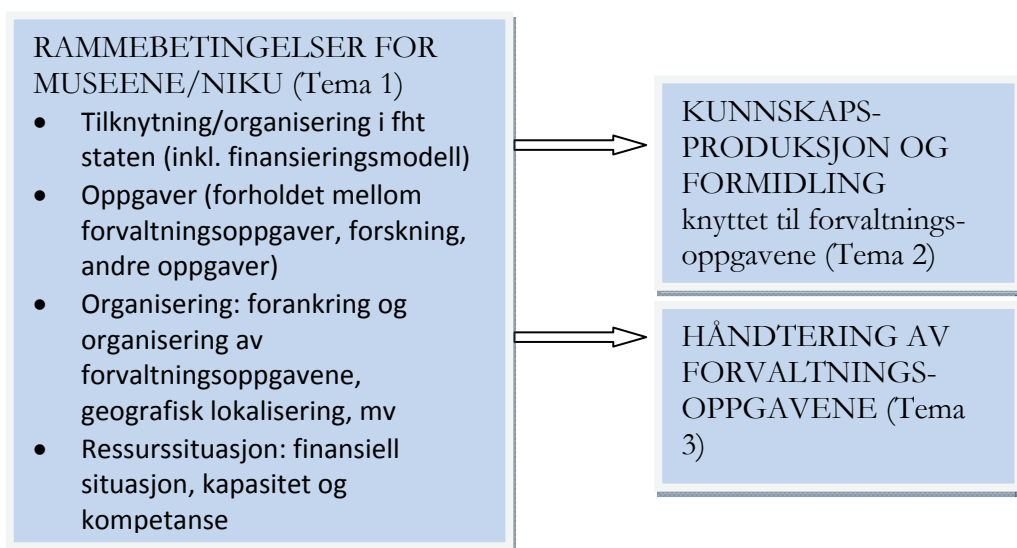 RAMMEBETINGELSER FOR
MUSEENE/NIKU (Tema 1)
• Tilknytning/organisering i fht
staten (inkl. finansieringsmodell)
• Oppgaver (forholdet mellom
forvaltningsoppgaver, forskning,
andre oppgaver)
• Organisering: forankring og
organisering av
forvaltningsoppgavene,
geografisk lokalisering, mv
• Ressurssituasjon: finansiell
situasjon, kapasitet og
kompetanse
KUNNSKAPS-
PRODUKSJON OG
FORMIDLING
knyttet til forvaltnings-
oppgavene (Tema 2)
HÅNDTERING AV
FORVALTNINGS-
OPPGAVENE (Tema
3)